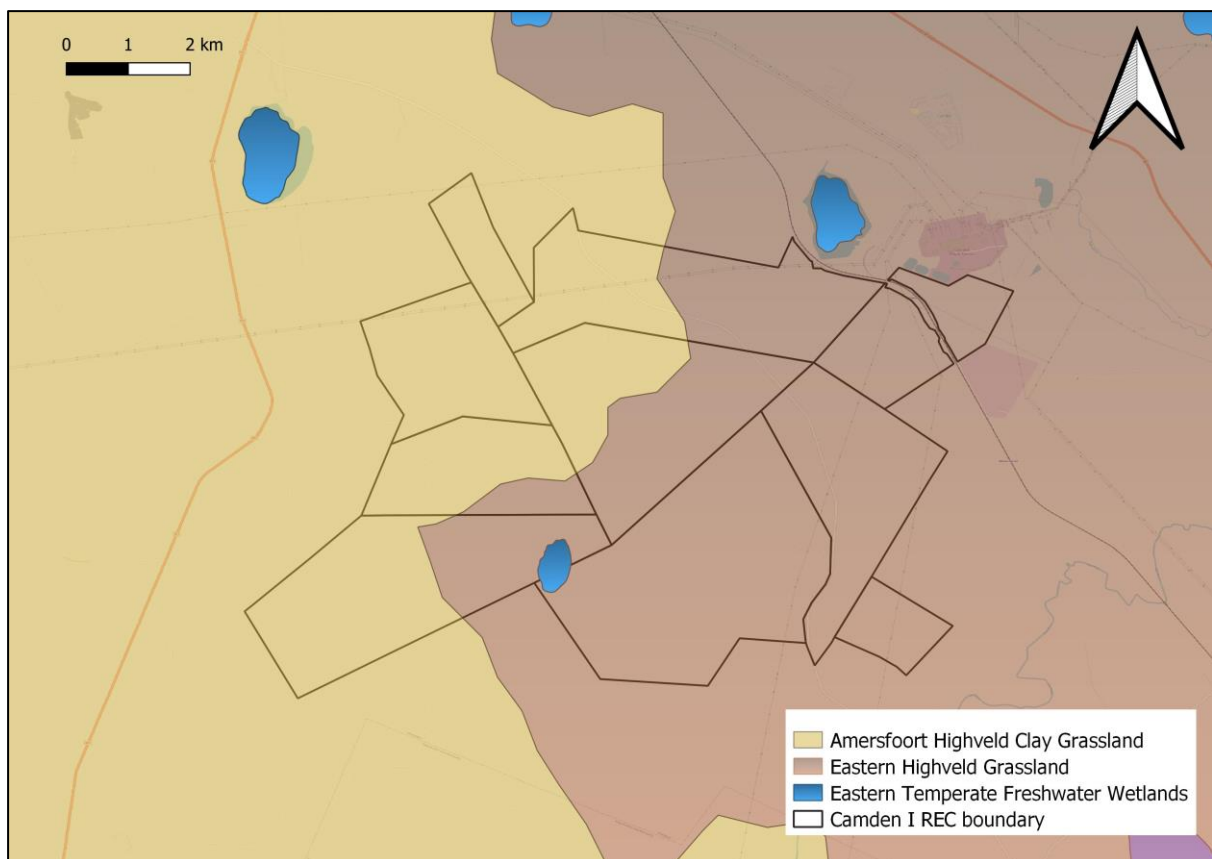 0 1 2 km
Amersfoort Highveld Clay Grassland
Eastern Highveld Grassland
Eastern Temperate Freshwater Wetlands
Camden I REC boundary